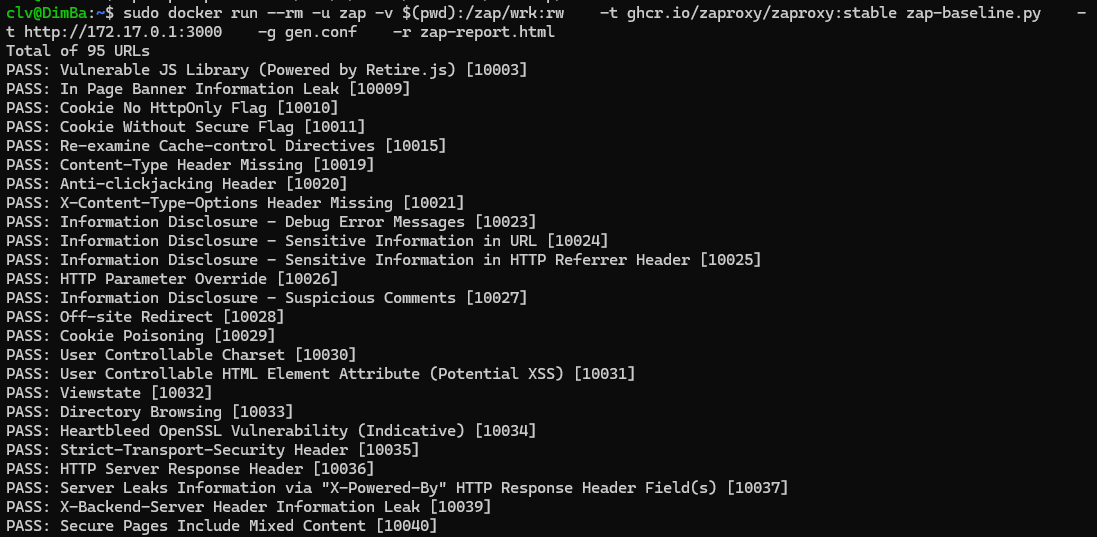 clv@DimBa:~$ sudo docker run --rm -u zap -v $(pwd):/zap/wrk:rw    -t ghcr.io/zaproxy/zaproxy:stable zap-baseline.py    -
t http://172.17.0.1:3000    -g gen.conf    -r zap-report.html
Total of 95 URLs
PASS: Vulnerable JS Library (Powered by Retire.js) [10003]
PASS: In Page Banner Information Leak [10009]
PASS: Cookie No HttpOnly Flag [10010]
PASS: Cookie Without Secure Flag [10011]
PASS: Re-examine Cache-control Directives [10015]
PASS: Content-Type Header Missing [10019]
PASS: Anti-clickjacking Header [10020]
PASS: X-Content-Type-Options Header Missing [10021]
PASS: Information Disclosure - Debug Error Messages [10023]
PASS: Information Disclosure - Sensitive Information in URL [10024]
PASS: Information Disclosure - Sensitive Information in HTTP Referrer Header [10025]
PASS: HTTP Parameter Override [10026]
PASS: Information Disclosure - Suspicious Comments [10027]
PASS: Off-site Redirect [10028]
PASS: Cookie Poisoning [10029]
PASS: User Controllable Charset [10030]
PASS: User Controllable HTML Element Attribute (Potential XSS) [10031]
PASS: Viewstate [10032]
PASS: Directory Browsing [10033]
PASS: Heartbleed OpenSSL Vulnerability (Indicative) [10034]
PASS: Strict-Transport-Security Header [10035]
PASS: HTTP Server Response Header [10036]
PASS: Server Leaks Information via "X-Powered-By" HTTP Response Header Field(s) [10037]
PASS: X-Backend-Server Header Information Leak [10039]
PASS: Secure Pages Include Mixed Content [10040]